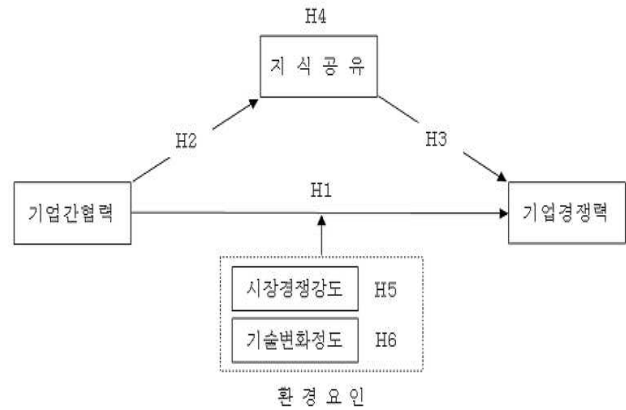 H4
지 식 공 유
H2
H3
H1
기업간협력
기업경쟁력
시장경쟁강도 H5
기술변화정도 H6
환 경 요 인